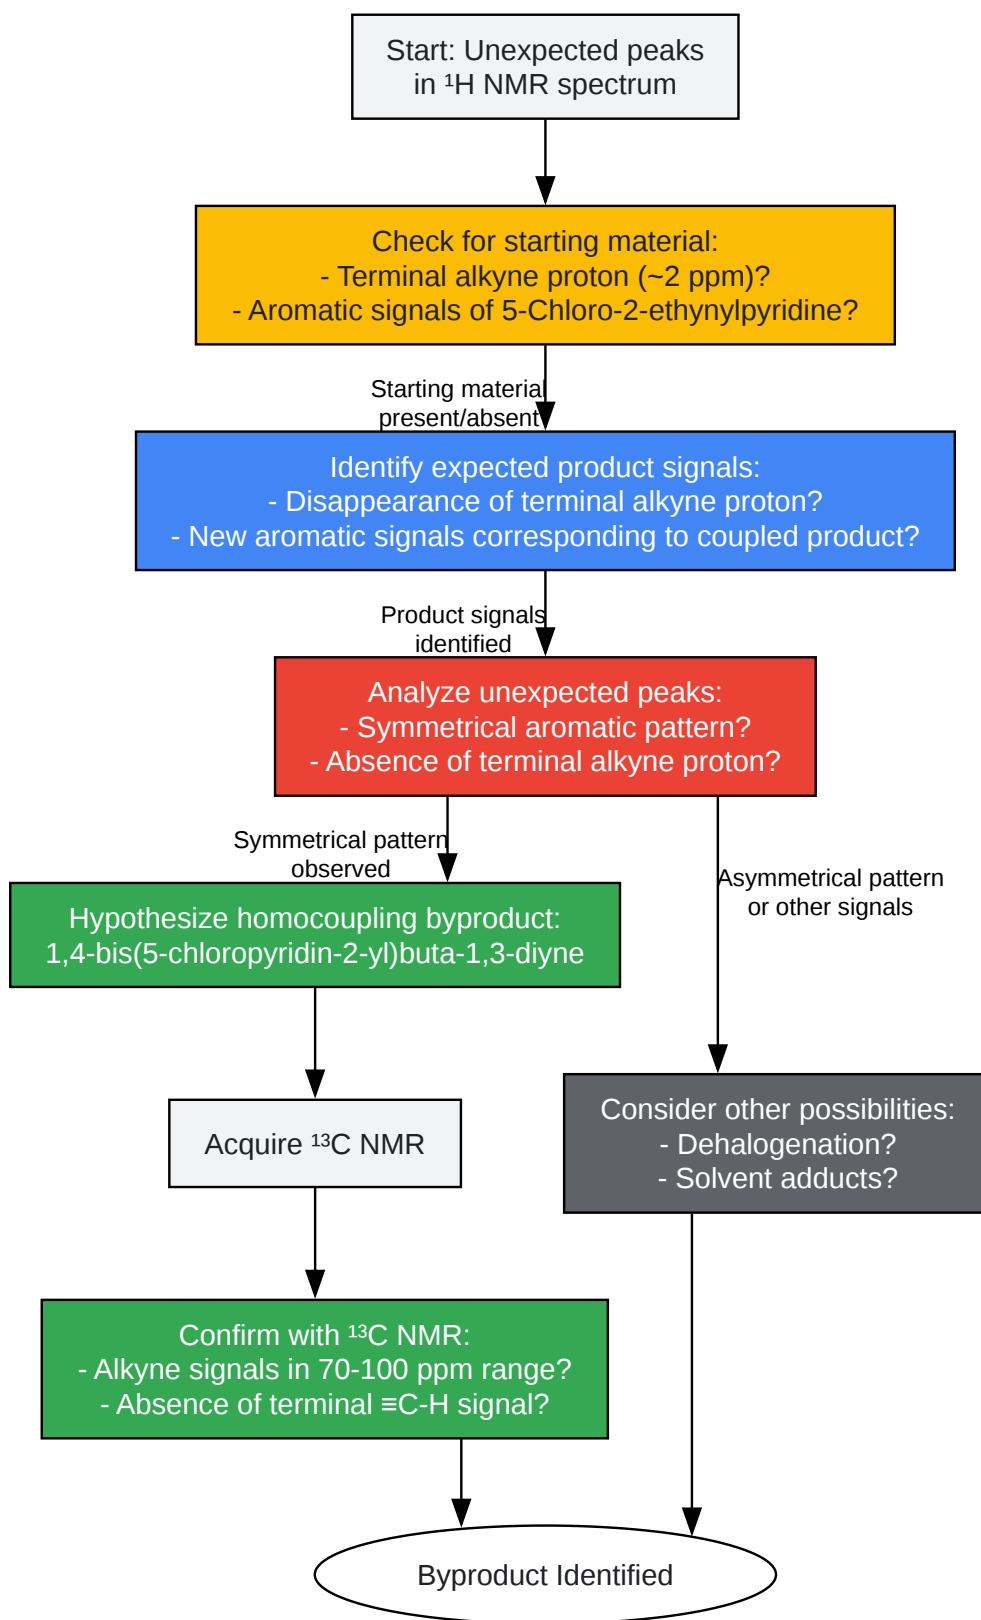 Start: Unexpected peaks
in ¹H NMR spectrum
Check for starting material:
- Terminal alkyne proton (~2 ppm)?
- Aromatic signals of 5-Chloro-2-ethynylpyridine?
Starting material
present/absent
Identify expected product signals:
- Disappearance of terminal alkyne proton?
- New aromatic signals corresponding to coupled product?
Product signals
identified
Analyze unexpected peaks:
- Symmetrical aromatic pattern?
- Absence of terminal alkyne proton?
Symmetrical pattern
observed
Asymmetrical pattern
or other signals
Hypothesize homocoupling byproduct:
1,4-bis(5-chloropyridin-2-yl)buta-1,3-diyne
Acquire ¹³C NMR
Consider other possibilities:
- Dehalogenation?
- Solvent adducts?
Confirm with ¹³C NMR:
- Alkyne signals in 70-100 ppm range?
- Absence of terminal ≡C-H signal?
Byproduct Identified